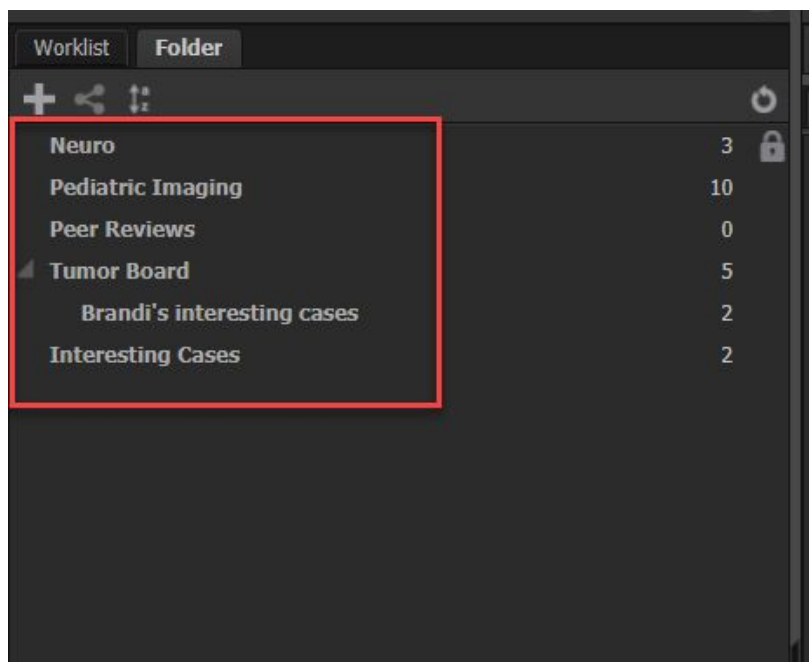 Worklist Folder
Neuro 3
Pediatric Imaging 10
Peer Reviews 0
Tumor Board 5
Brandi's interesting cases 2
Interesting Cases 2